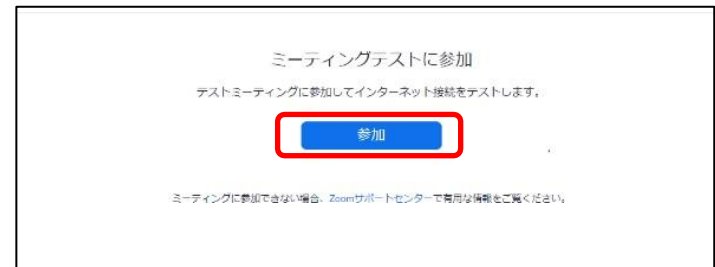 ミーティングテストに参加
テストミーティングに参加してインターネット接続をテストします。
参加
ミーティングに参加できない場合、Zoomサポートセンターで有用な情報をご覧ください。